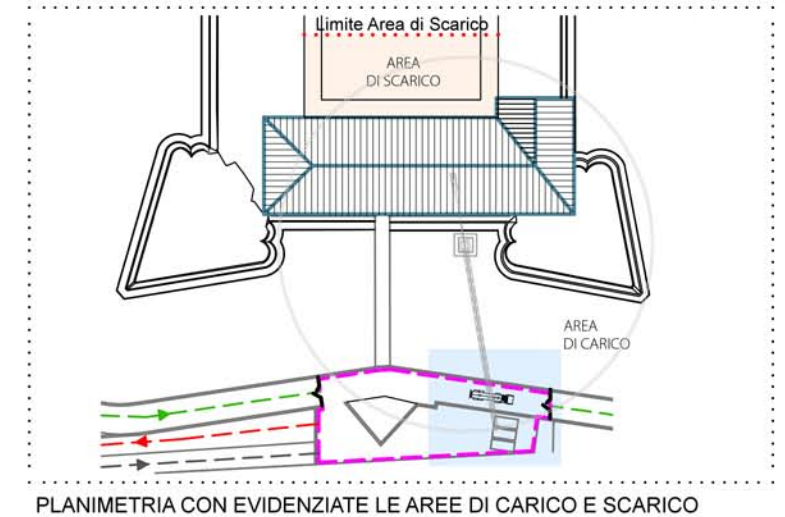 Limite Area di Scarico
AREA
DI SCARICO
AREA
DI CARICO
PLANIMETRIA CON EVIDENZIATE LE AREE DI CARICO E SCARICO